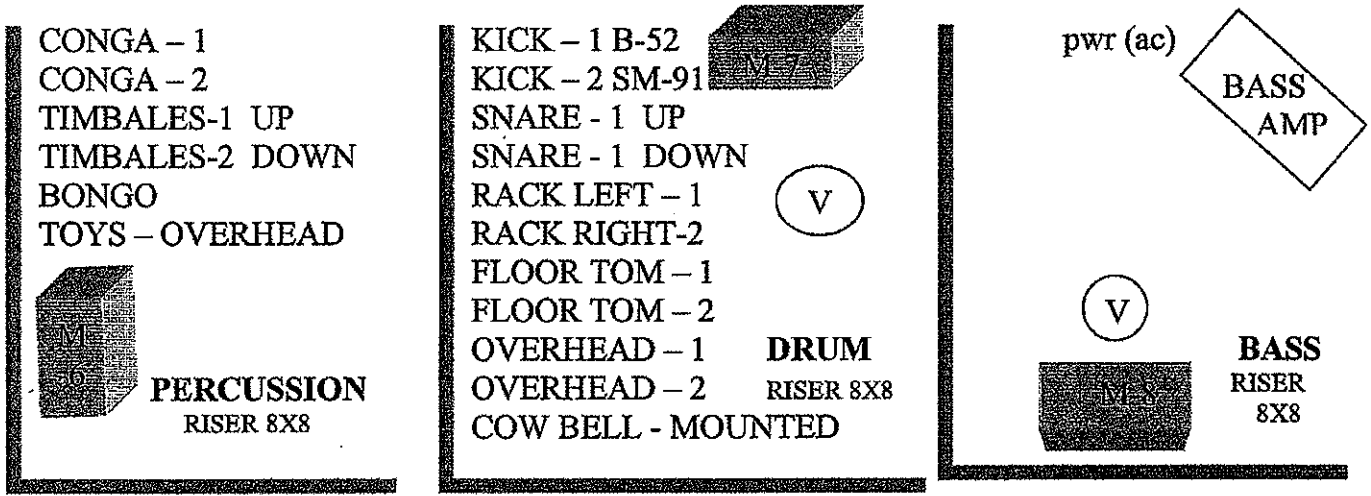 CONGA – 1
CONGA – 2
TIMBALES-1 UP
TIMBALES-2 DOWN
BONGO
TOYS – OVERHEAD
M-
PERCUSSION
RISER 8X8
KICK – 1 B-52
KICK – 2 SM-91
SNARE - 1 UP
SNARE - 1 DOWN
RACK LEFT – 1
RACK RIGHT-2
FLOOR TOM – 1
FLOOR TOM – 2
OVERHEAD – 1
OVERHEAD – 2
COW BELL - MOUNTED
M-7
V
DRUM
RISER 8X8
pwr (ac)
BASS
AMP
V
M-8
BASS
RISER
8X8